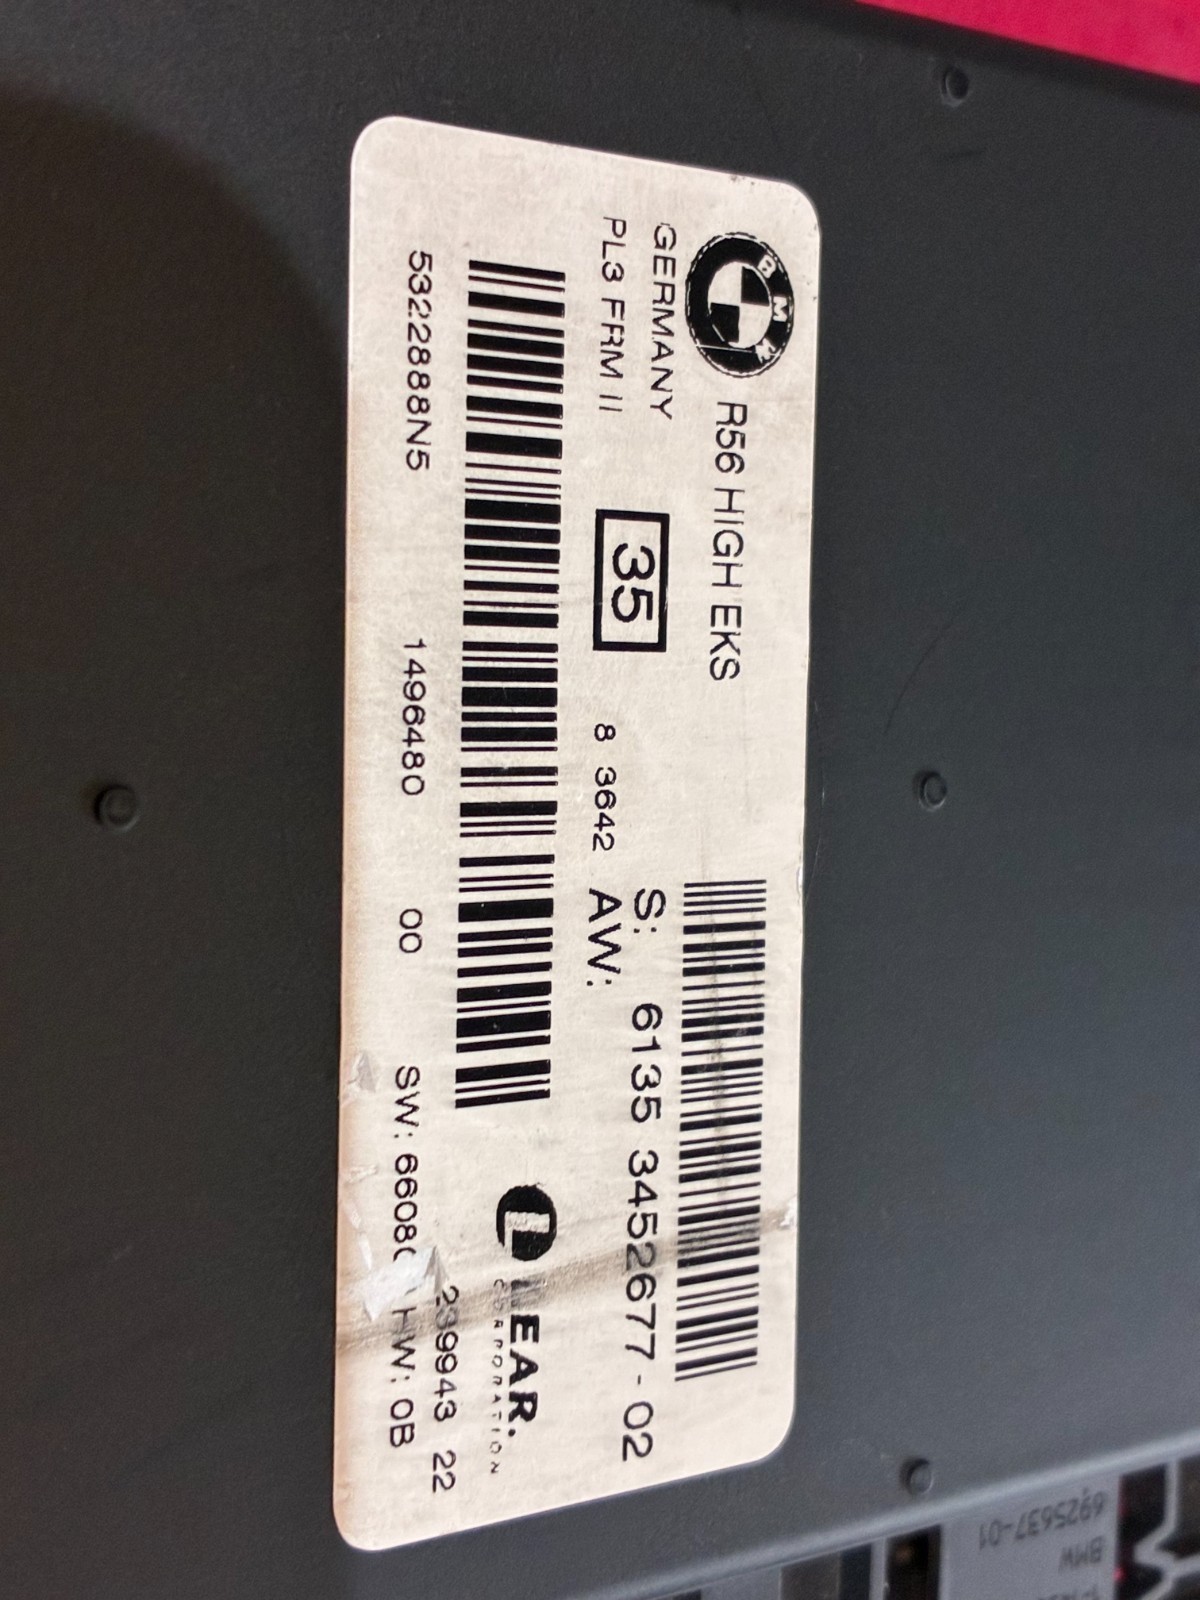 BMW
R56 HIGH EKS
GERMANY
PL3 FRM II
35
8 3642
S: 6135 3452677-02
AW:
LEAR.
CORPORATION
5322888N5 1496480 00 SW: 6608
HW: 0B
9943 22
6925637-01
BMW